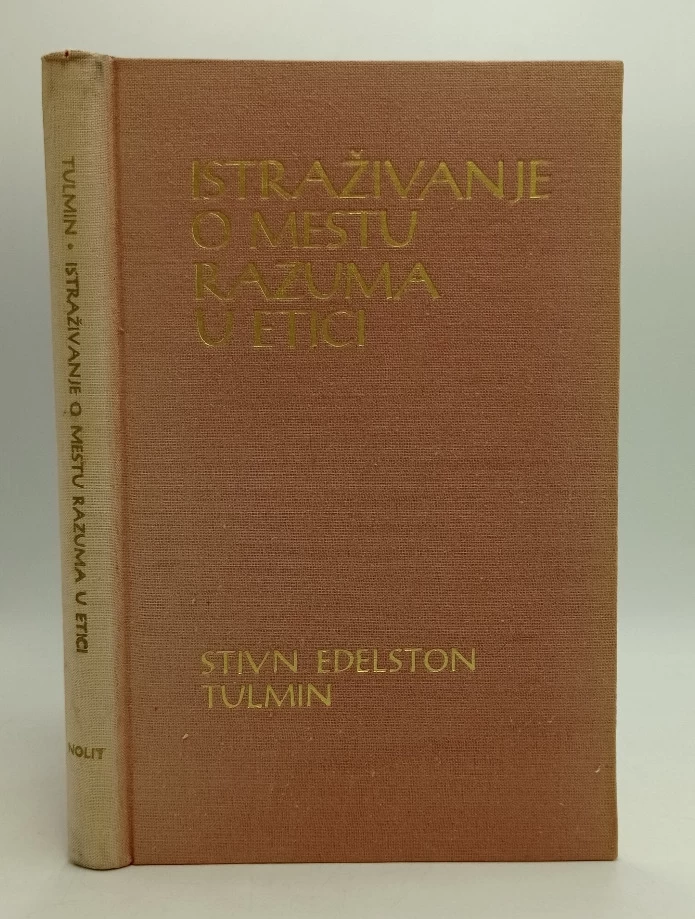 ISTRAŽIVANJE
O MESTU
RAZUMA
U ETICI
STIVN EDELSTON
TULMIN
TULMIN • ISTRAŽIVANJE O MESTU RAZUMA U ETICI
NOLIT